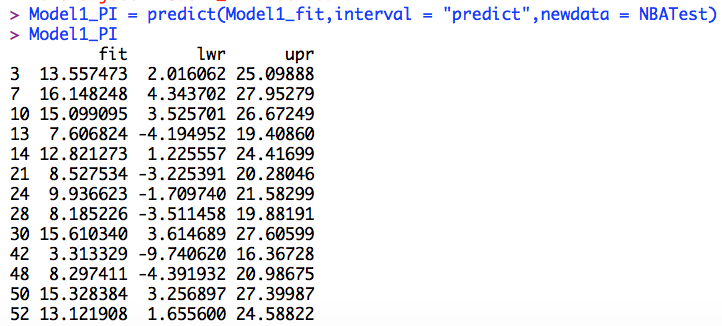 > Model1_PI = predict(Model1_fit,interval = "predict",newdata = NBATest)
> Model1_PI
fit lwr upr
3 13.557473 2.016062 25.09888
7 16.148248 4.343702 27.95279
10 15.099095 3.525701 26.67249
13 7.606824 -4.194952 19.40860
14 12.821273 1.225557 24.41699
21 8.527534 -3.225391 20.28046
24 9.936623 -1.709740 21.58299
28 8.185226 -3.511458 19.88191
30 15.610340 3.614689 27.60599
42 3.313329 -9.740620 16.36728
48 8.297411 -4.391932 20.98675
50 15.328384 3.256897 27.39987
52 13.121908 1.655600 24.58822